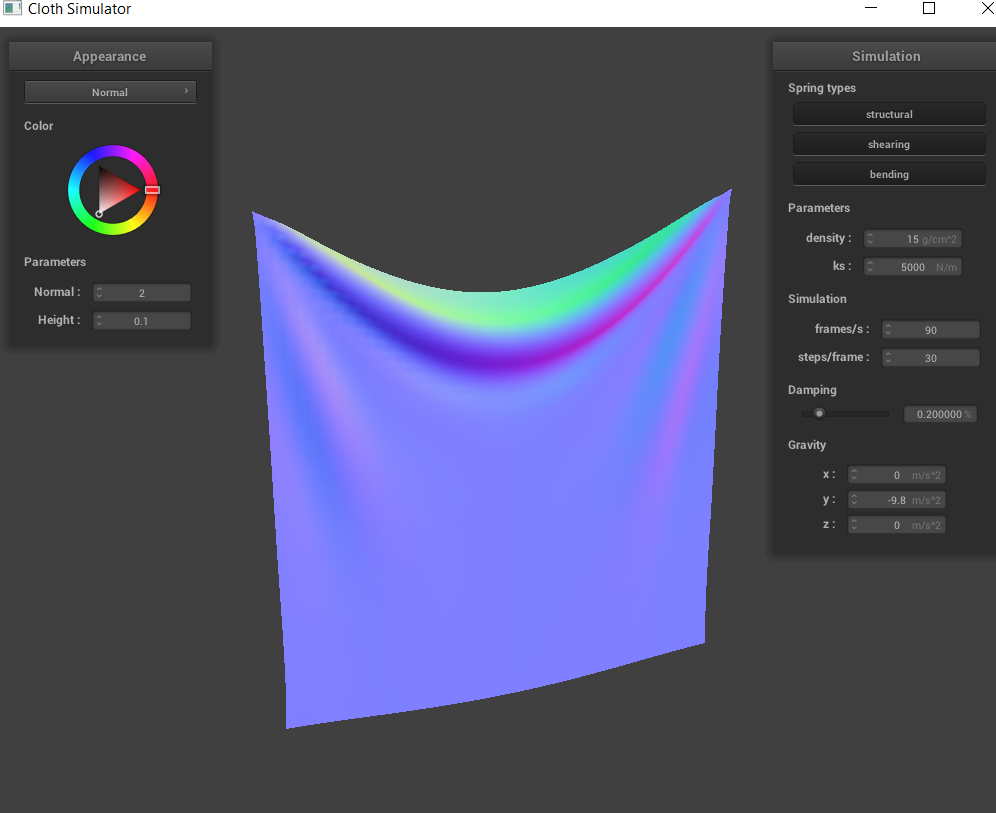 Cloth Simulator
Appearance
Normal
Color
Parameters
Normal : 2
Height : 0.1
Simulation
Spring types
structural
shearing
bending
Parameters
density : 15 g/cm^2
ks : 5000 N/m
Simulation
frames/s : 90
steps/frame : 30
Damping
0.200000 %
Gravity
x : 0 m/s^2
y : -9.8 m/s^2
z : 0 m/s^2